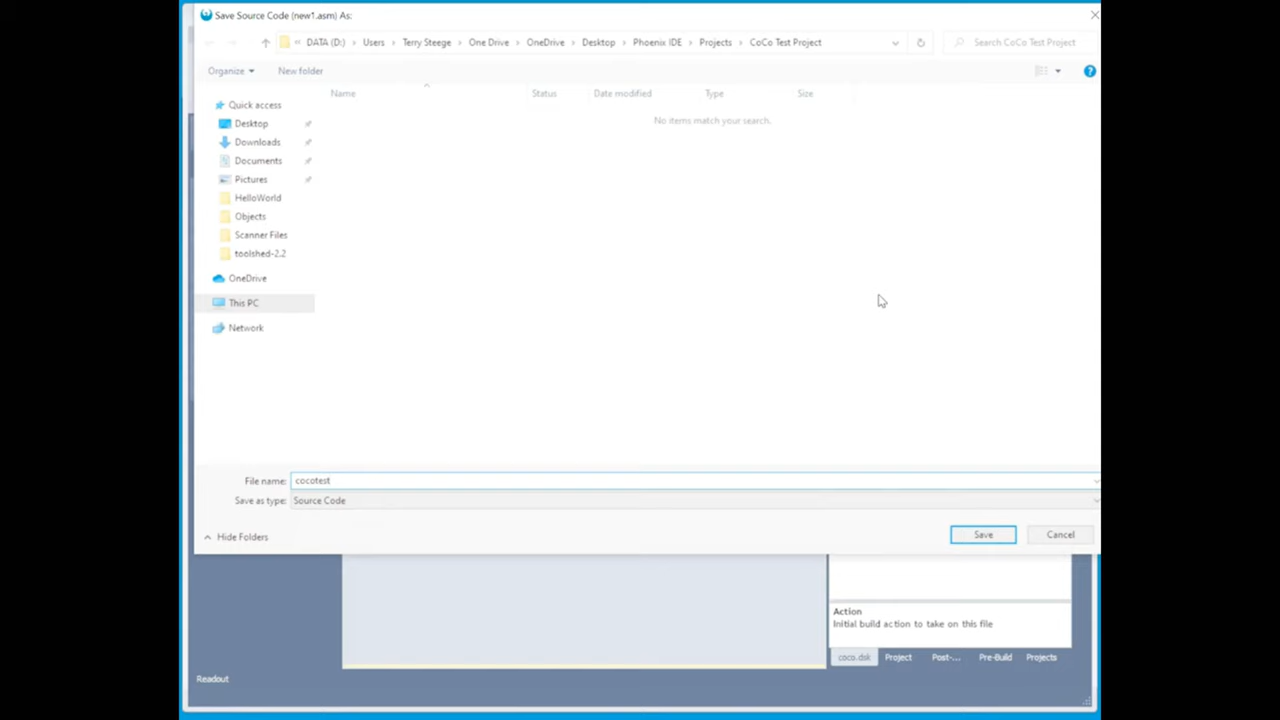 Save Source Code (new1.asm) As:
« DATA (D:) > Users > Terry Steege > One Drive > OneDrive > Desktop > Phoenix IDE > Projects > CoCo Test Project
Search CoCo Test Project
Organize
New folder
Name
Status
Date modified
Type
Size
No items match your search.
Quick access
Desktop
Downloads
Documents
Pictures
HelloWorld
Objects
Scanner Files
toolshed-2.2
OneDrive
This PC
Network
File name: cocotest
Save as type: Source Code
Hide Folders
Save
Cancel
Action
Initial build action to take on this file
coco.dsk
Project
Post-...
Pre-Build
Projects
Readout